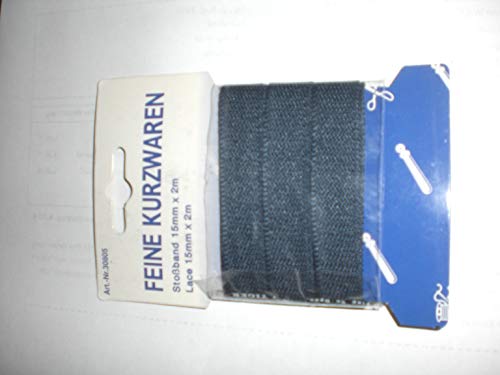 FEINE KURZWAREN
Stoßband 15mm x 2m
Lace 15mm x 2m
Art.-Nr.30805